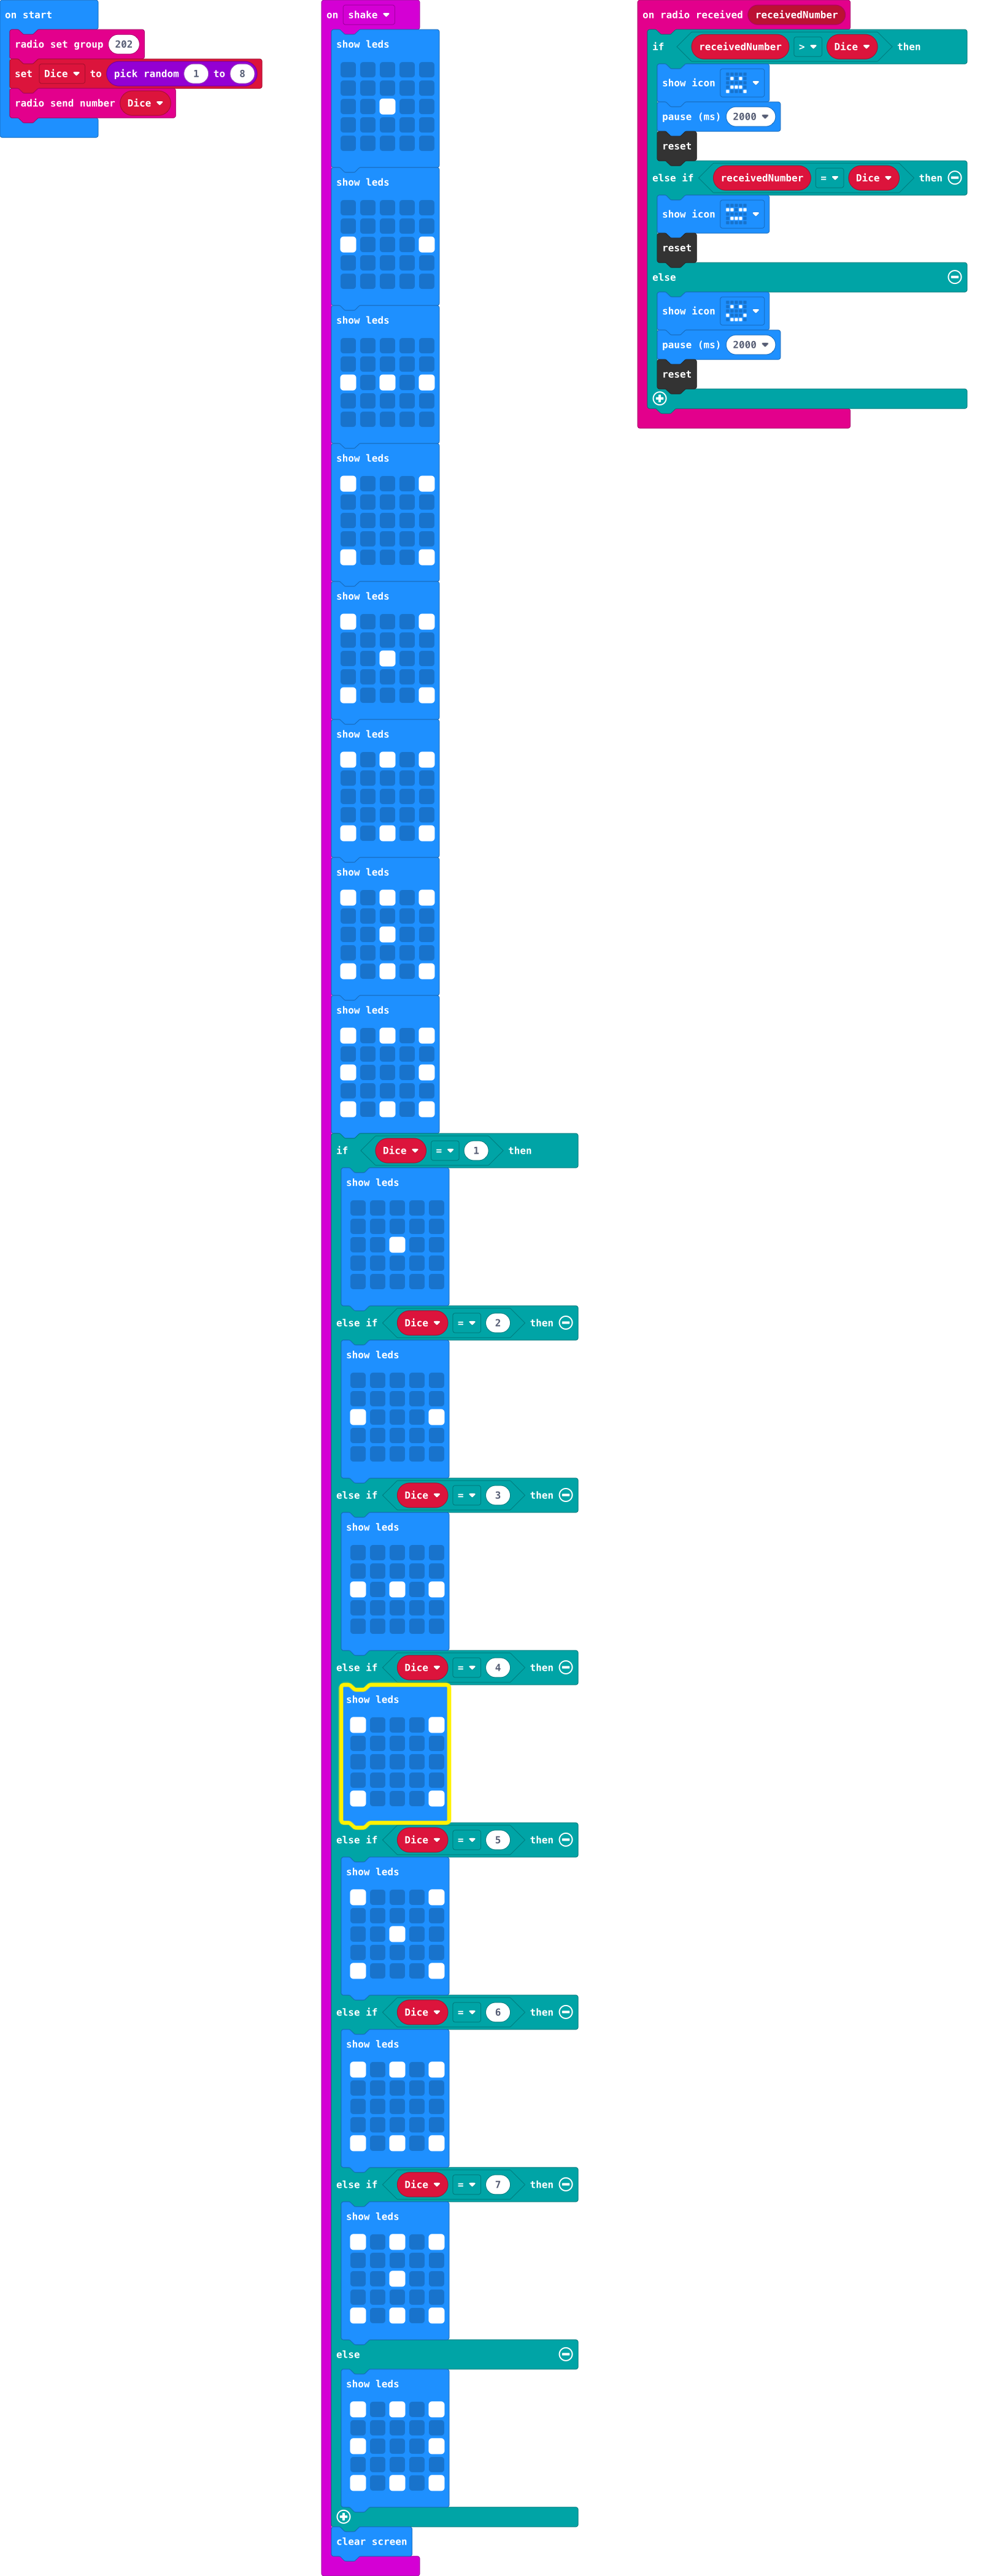 on start
radio set group 202
set Dice to pick random 1 to 8
radio send number Dice
on shake
show leds
show leds
show leds
show leds
show leds
show leds
show leds
show leds
if Dice = 1 then
show leds
else if Dice = 2 then
show leds
else if Dice = 3 then
show leds
else if Dice = 4 then
show leds
else if Dice = 5 then
show leds
else if Dice = 6 then
show leds
else if Dice = 7 then
show leds
else
show leds
clear screen
on radio received receivedNumber
if receivedNumber > Dice then
show icon
pause (ms) 2000
reset
else if receivedNumber = Dice then
show icon
reset
else
show icon
pause (ms) 2000
reset